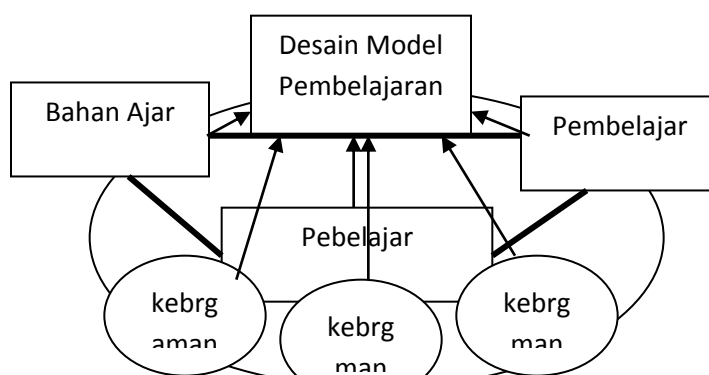 Desain Model
Pembelajaran
Bahan Ajar
Pembelajar
Pebelajar
kebrg
aman
kebrg
man
kebrg
man